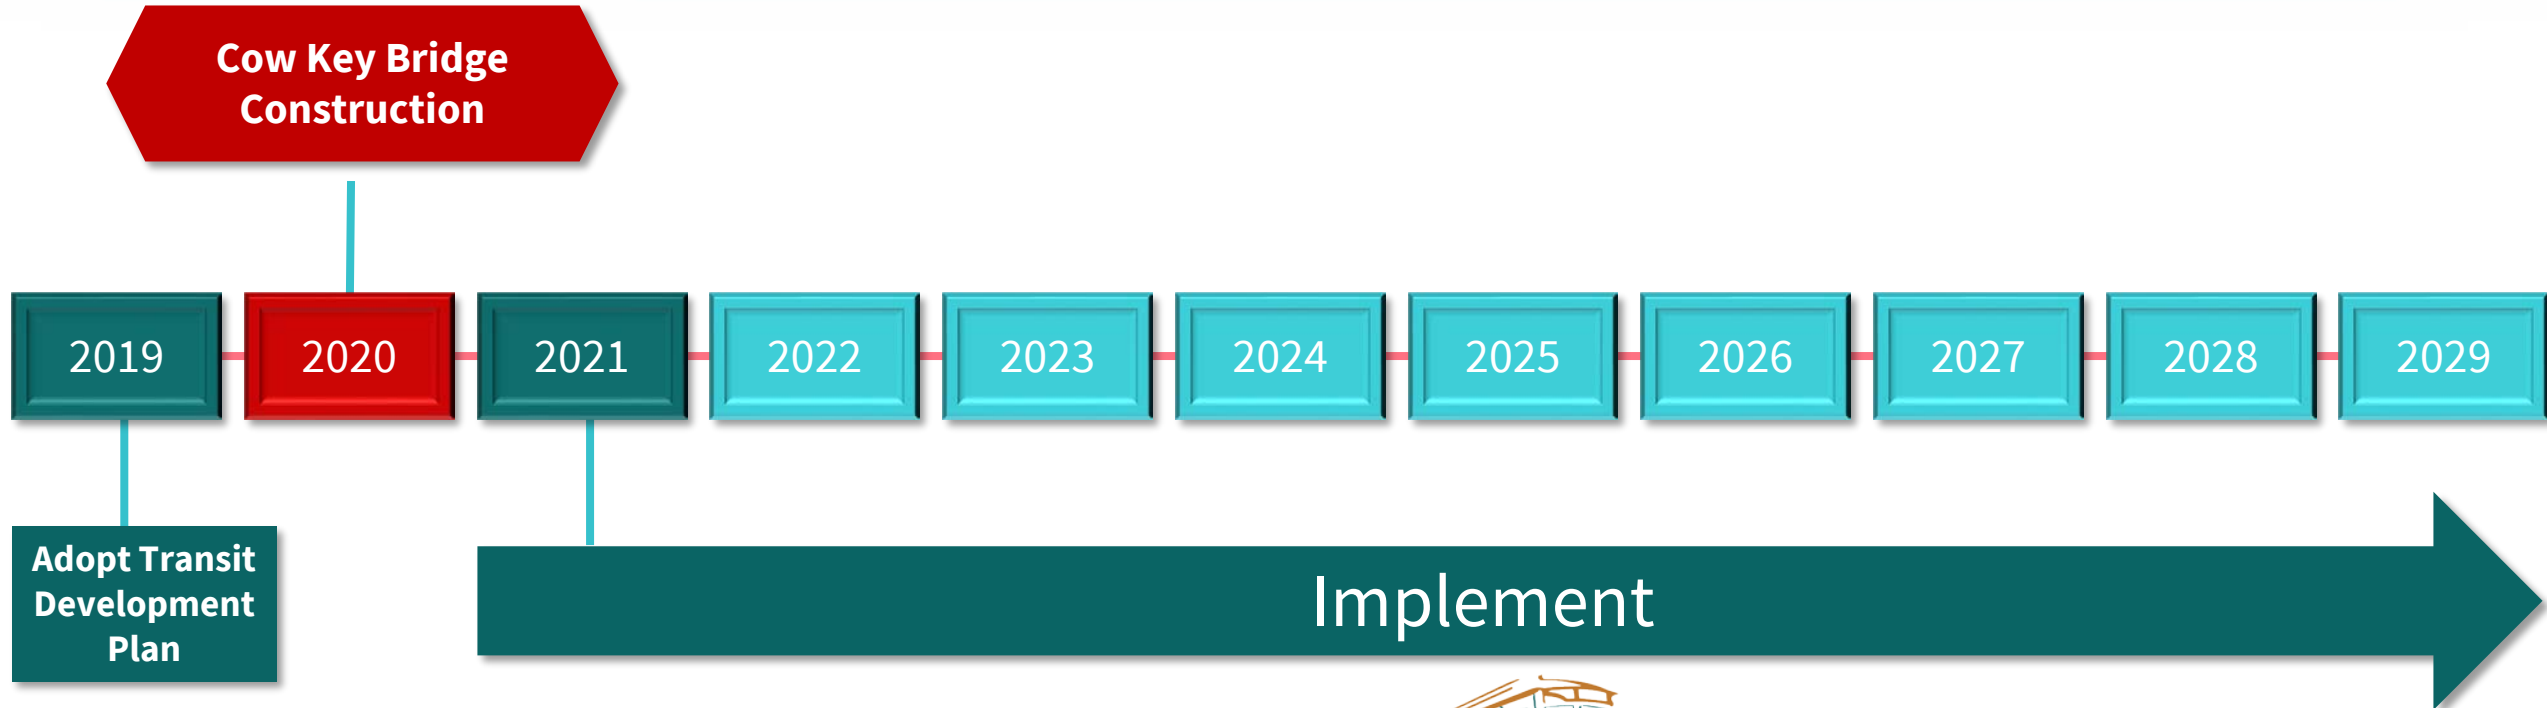 Cow Key Bridge
Construction
2019
2020
2021
2022
2023
2024
2025
2026
2027
2028
2029
Adopt Transit
Development
Plan
Implement